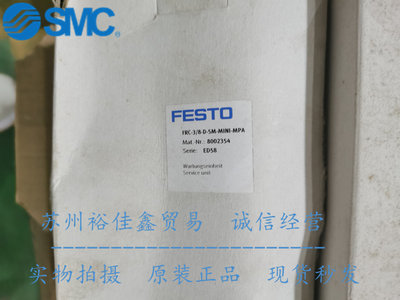 SMC
FESTO
FRC-3/8-D-5M-MINI-MPA
Mat.-Nr.: 8002354
Serie: ED58
Wartungseinheit
Service unit
苏州裕佳鑫贸易 诚信经营
实物拍摄 原装正品 现货秒发